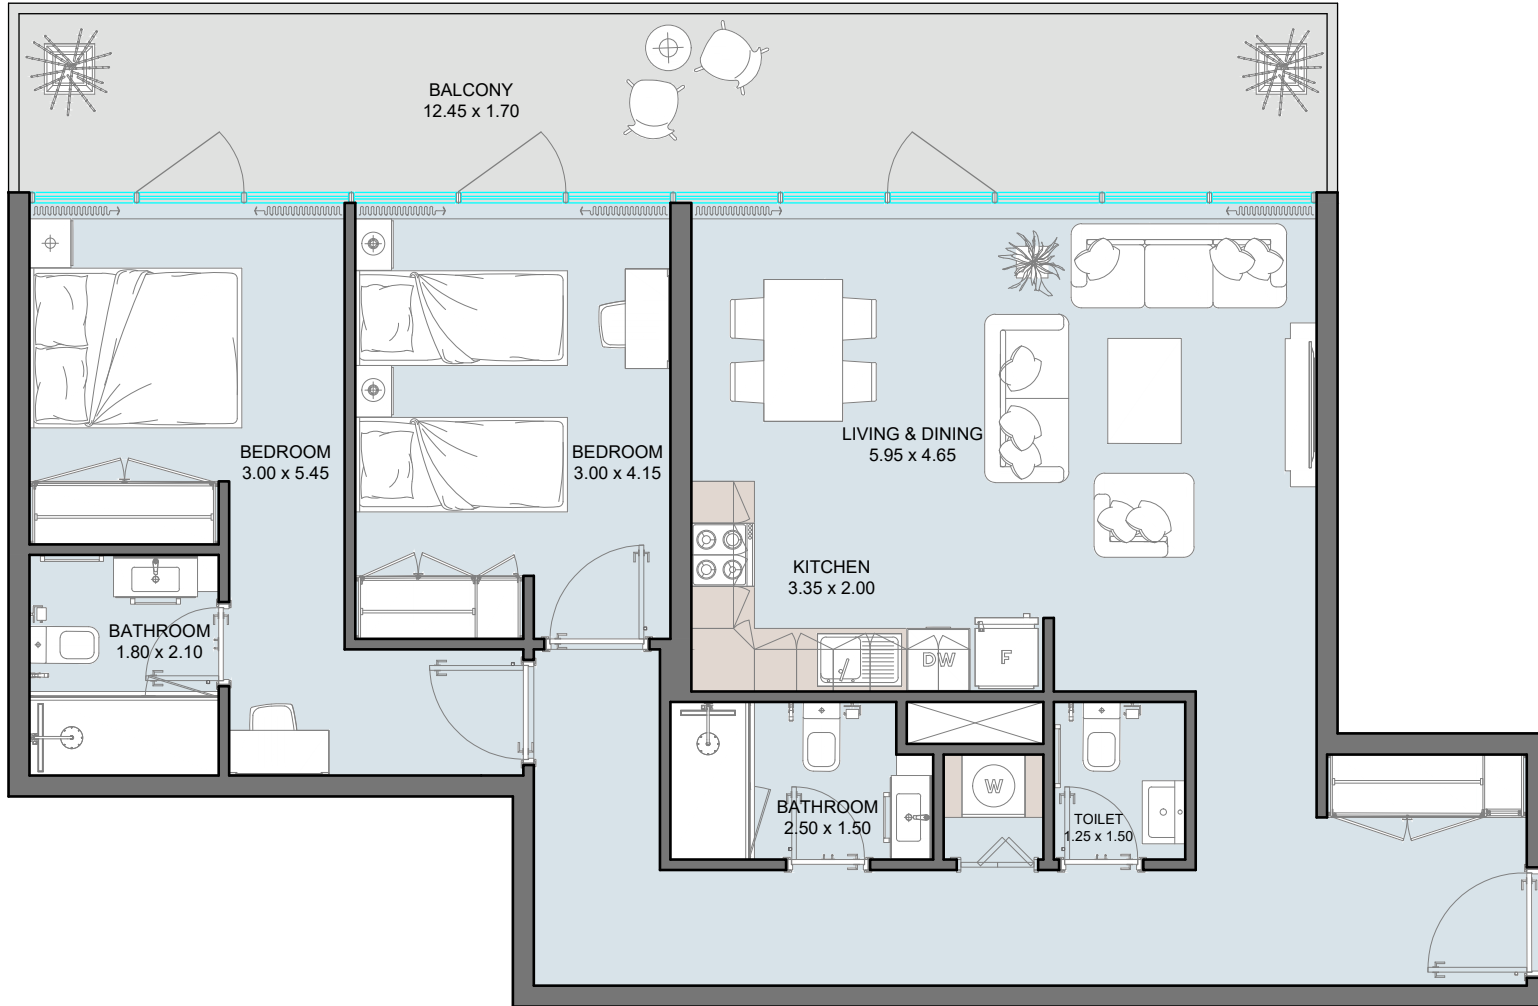 BALCONY
12.45 x 1.70
BEDROOM
3.00 x 5.45
BEDROOM
3.00 x 4.15
LIVING & DINING
5.95 x 4.65
KITCHEN
3.35 x 2.00
DW
F
BATHROOM
1.80 x 2.10
BATHROOM
2.50 x 1.50
W
TOILET
1.25 x 1.50